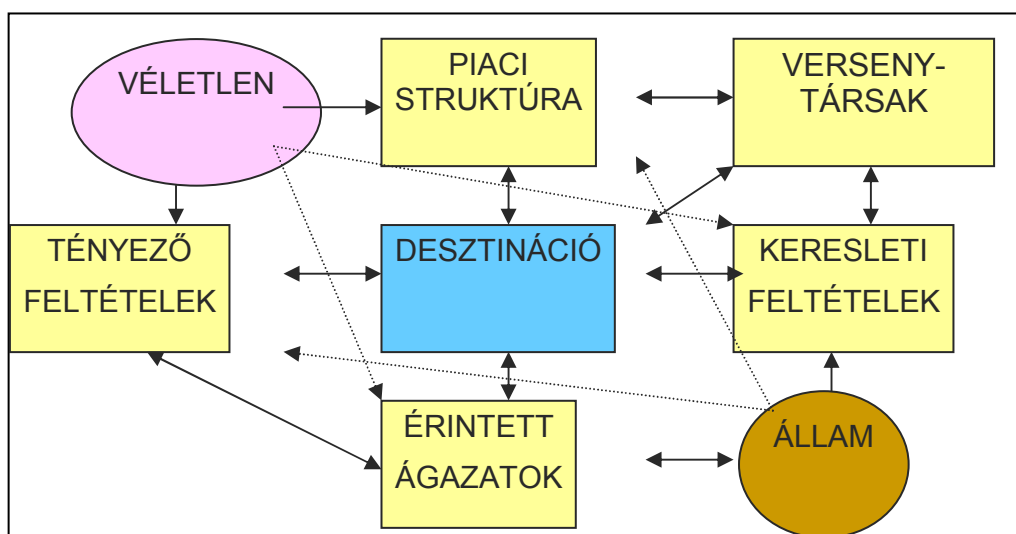 VÉLETLEN
PIACI
STRUKTÚRA
VERSENY-
TÁRSAK
TÉNYEZŐ
FELTÉTELEK
DESZTINÁCIÓ
KERESLETI
FELTÉTELEK
ÉRINTETT
ÁGAZATOK
ÁLLAM